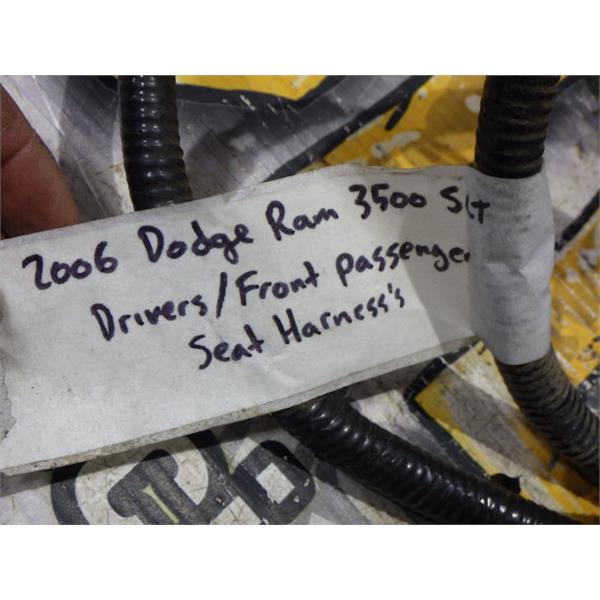 2006 Dodge Ram 3500 SLT
Drivers/Front passenger
Seat Harness's